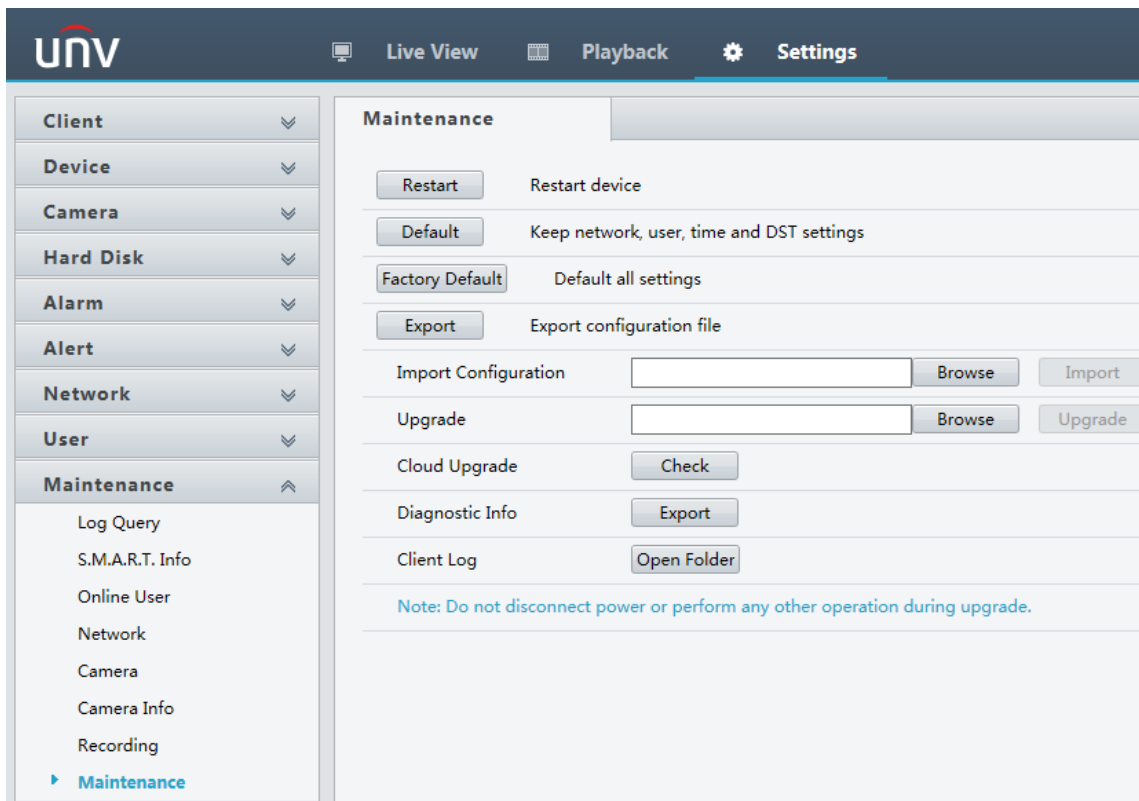 unv
Live View
Playback
Settings
Client
Device
Camera
Hard Disk
Alarm
Alert
Network
User
Maintenance
Log Query
S.M.A.R.T. Info
Online User
Network
Camera
Camera Info
Recording
Maintenance
Maintenance
Restart Restart device
Default Keep network, user, time and DST settings
Factory Default Default all settings
Export Export configuration file
Import Configuration Browse Import
Upgrade Browse Upgrade
Cloud Upgrade Check
Diagnostic Info Export
Client Log Open Folder
Note: Do not disconnect power or perform any other operation during upgrade.